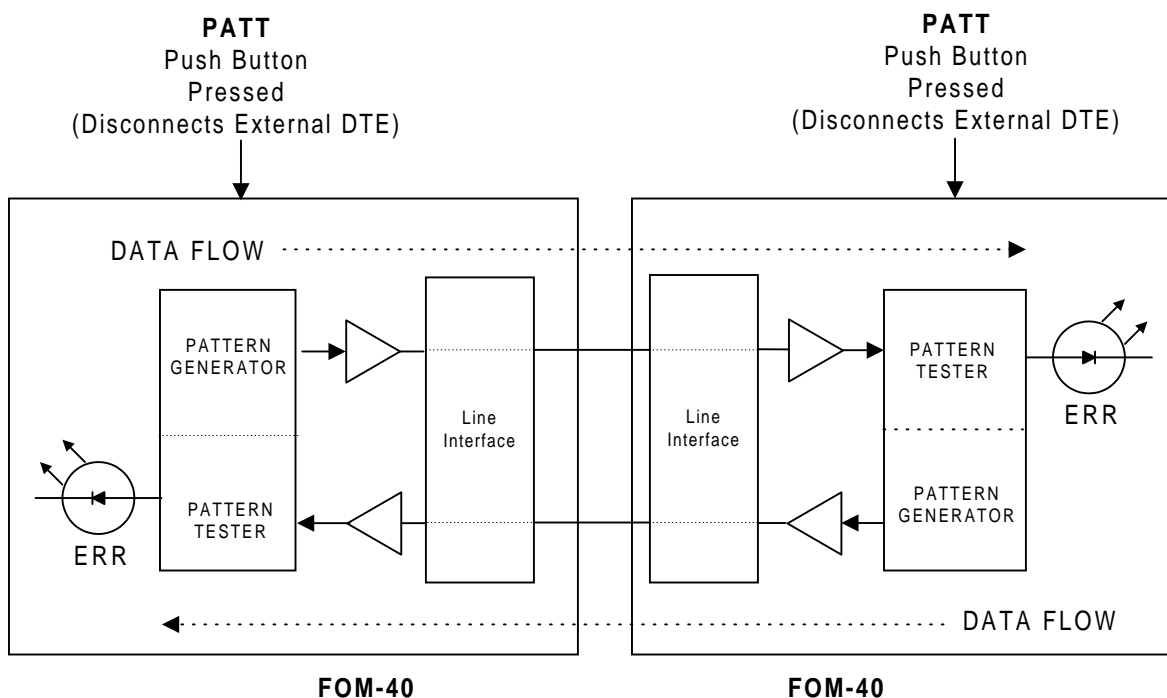 PATT
Push Button
Pressed
(Disconnects External DTE)
PATT
Push Button
Pressed
(Disconnects External DTE)
DATA FLOW
PATTERN
GENERATOR
PATTERN
TESTER
ERR
Line
Interface
Line
Interface
PATTERN
TESTER
PATTERN
GENERATOR
ERR
DATA FLOW
FOM-40
FOM-40